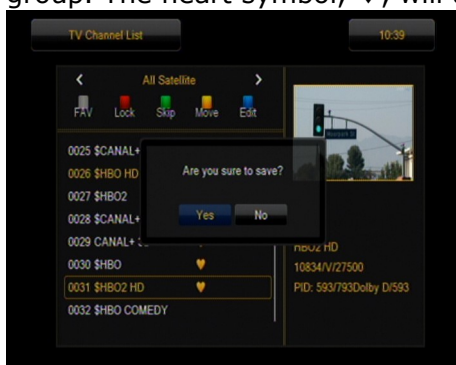 group. The heart symbol, ♥, will
TV Channel List
10:39
All Satellite
FAV Lock Skip Move Edit
0025 $CANAL+
0026 $HBO HD
0027 $HBO2
0028 $CANAL+
0029 CANAL+
0030 $HBO ♥
0031 $HBO2 HD ♥
0032 $HBO COMEDY
Are you sure to save?
Yes No
HBO2 HD
10834/V/27500
PID: 593/793Dolby D/593